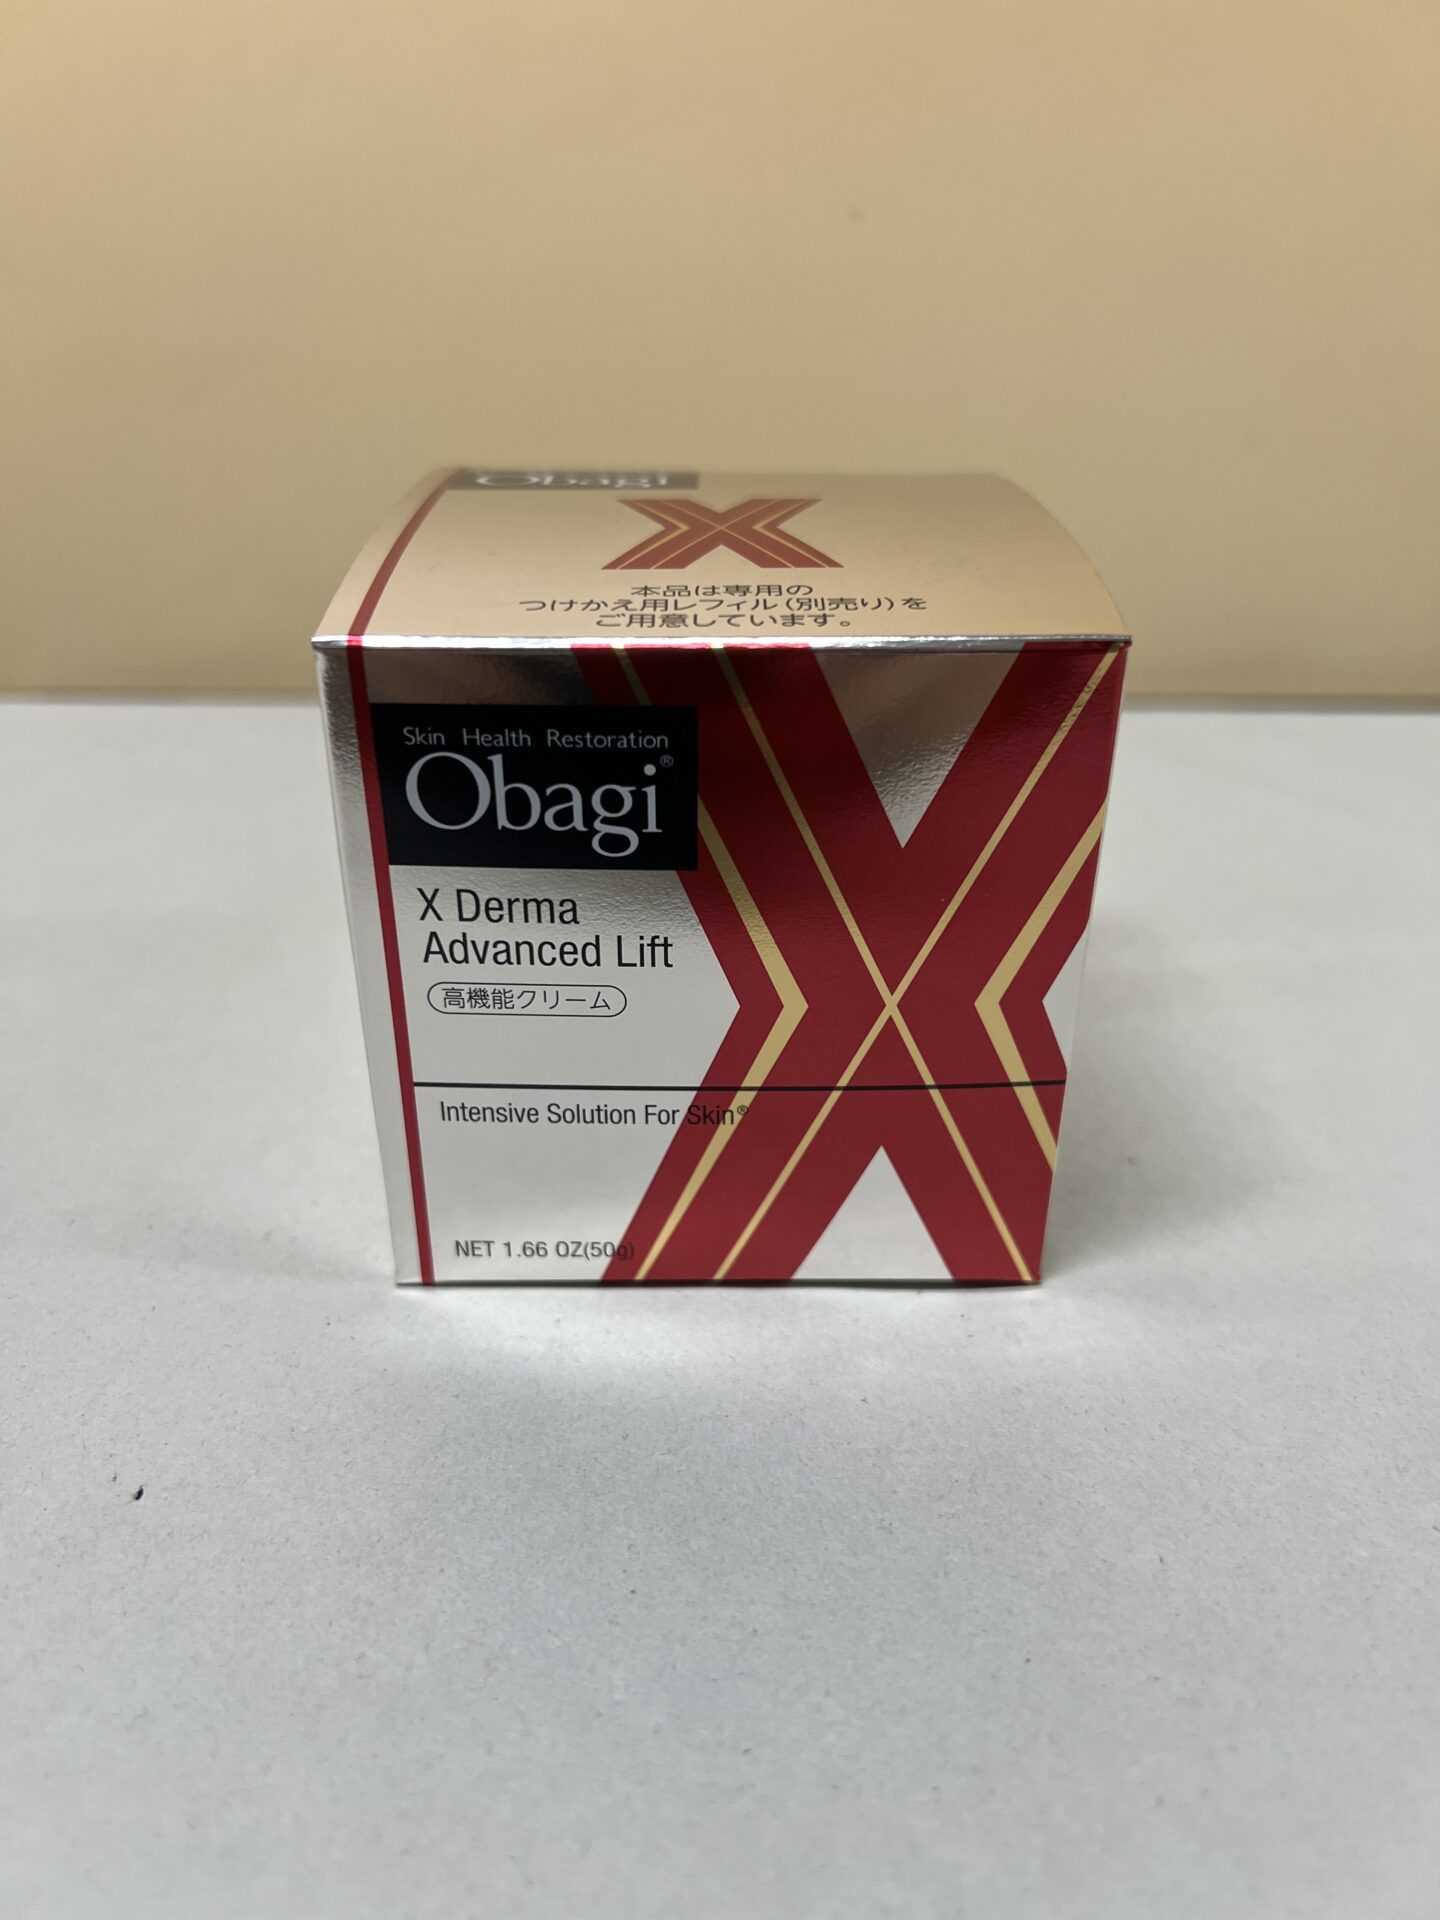 Obagi
X
本品は専用の
つけかえ用レフィル(別売り)を
ご用意しています。
Skin Health Restoration
Obagi®
X Derma
Advanced Lift
高機能クリーム
Intensive Solution For Skin®
NET 1.66 OZ(50g)